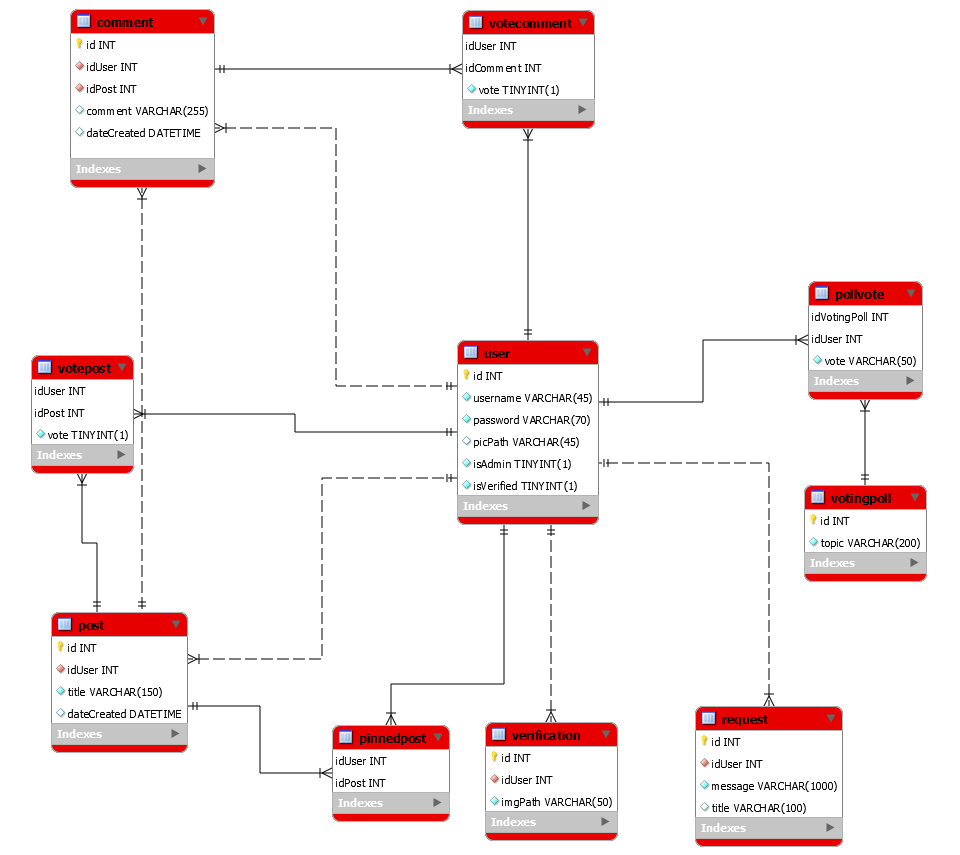 comment
id INT
idUser INT
idPost INT
comment VARCHAR(255)
dateCreated DATETIME
Indexes
votecomment
idUser INT
idComment INT
vote TINYINT(1)
Indexes
pollvote
idVotingPoll INT
idUser INT
vote VARCHAR(50)
Indexes
user
id INT
username VARCHAR(45)
password VARCHAR(70)
picPath VARCHAR(45)
isAdmin TINYINT(1)
isVerified TINYINT(1)
Indexes
votepost
idUser INT
idPost INT
vote TINYINT(1)
Indexes
votingpoll
id INT
topic VARCHAR(200)
Indexes
post
id INT
idUser INT
title VARCHAR(150)
dateCreated DATETIME
Indexes
pinnedpost
idUser INT
idPost INT
Indexes
verification
id INT
idUser INT
imgPath VARCHAR(50)
Indexes
request
id INT
idUser INT
message VARCHAR(1000)
title VARCHAR(100)
Indexes